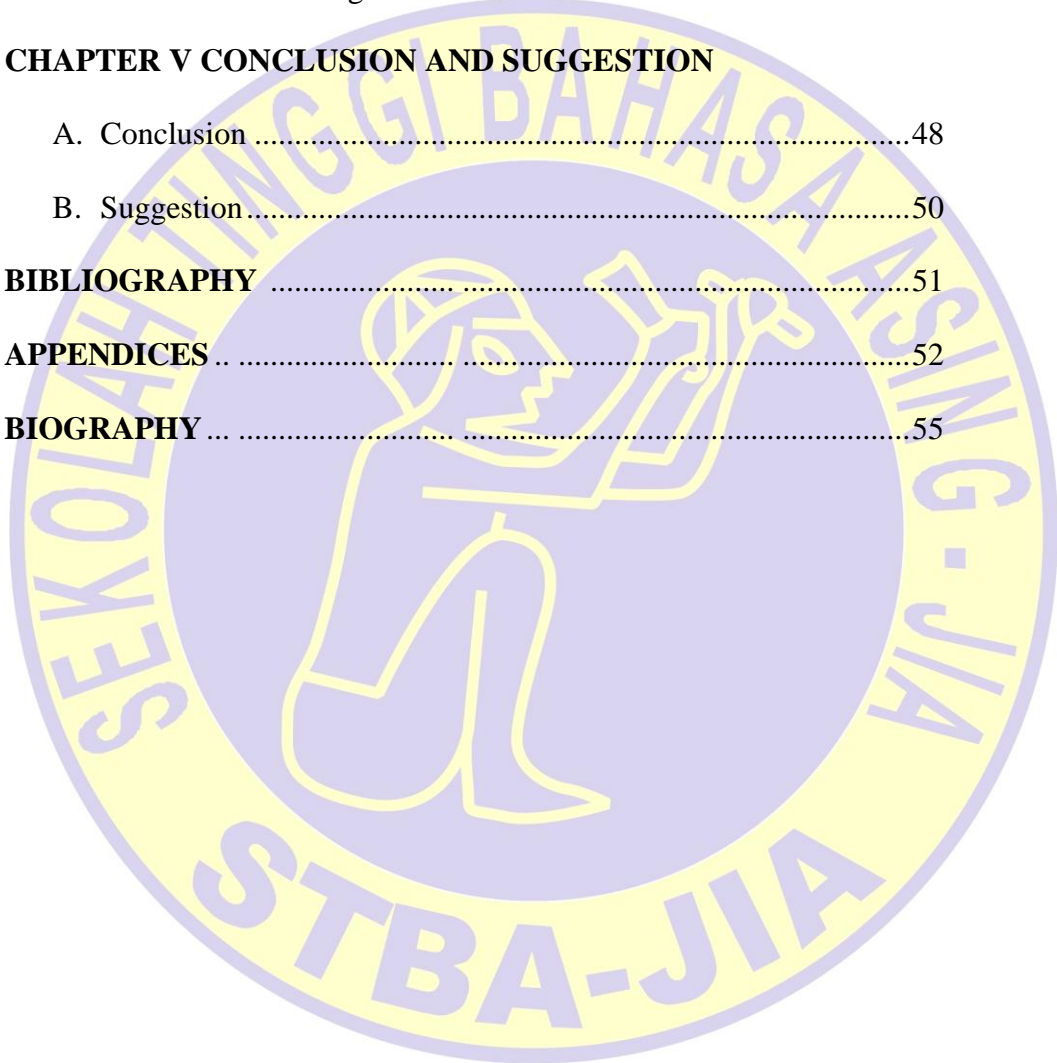 CHAPTER V CONCLUSION AND SUGGESTION
A. Conclusion ................................................................................48
B. Suggestion.................................................................................50
BIBLIOGRAPHY ....................... .......................................................51
APPENDICES .. .......................... .......................................................52
BIOGRAPHY ... .......................... .......................................................55
SEKOLAH TINGGI BAHASA ASING - JIA
STBA-JIA